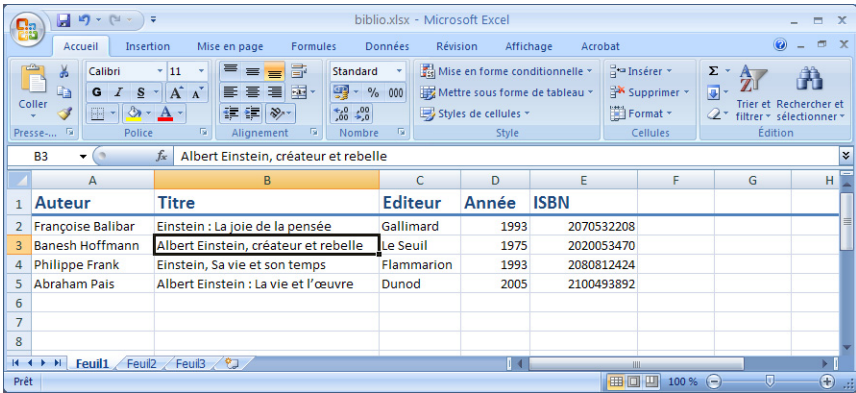 biblio.xlsx - Microsoft Excel
Accueil Insertion Mise en page Formules Données Révision Affichage Acrobat
Coller
Presse-...
Calibri 11
G I S A A
A
Police
Alignement
Standard
% 000
,00 ,00
Nombre
Mise en forme conditionnelle
Mettre sous forme de tableau
Styles de cellules
Style
Insérer
Supprimer
Format
Cellules
Σ
Trier et filtrer
Rechercher et sélectionner
Édition
B3 fx Albert Einstein, créateur et rebelle
A B C D E F G H
1 Auteur Titre Editeur Année ISBN
2 Françoise Balibar Einstein : La joie de la pensée Gallimard 1993 2070532208
3 Banesh Hoffmann Albert Einstein, créateur et rebelle Le Seuil 1975 2020053470
4 Philippe Frank Einstein, Sa vie et son temps Flammarion 1993 2080812424
5 Abraham Pais Albert Einstein : La vie et l’œuvre Dunod 2005 2100493892
6
7
8
Feuil1 Feuil2 Feuil3
Prêt 100 %